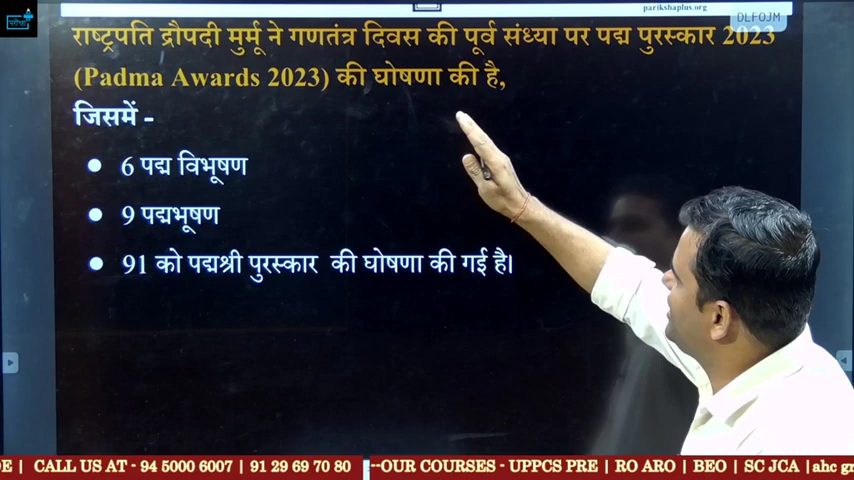 परीक्षा
parikshaplus.org
DLFOJM
राष्ट्रपति द्रौपदी मुर्मू ने गणतंत्र दिवस की पूर्व संध्या पर पद्म पुरस्कार 2023
(Padma Awards 2023) की घोषणा की है,
जिसमें -
6 पद्म विभूषण
9 पद्मभूषण
91 को पद्मश्री पुरस्कार की घोषणा की गई है।
| CALL US AT - 94 5000 6007 | 91 29 69 70 80 --OUR COURSES - UPPCS PRE | RO ARO | BEO | SC JCA |ahc